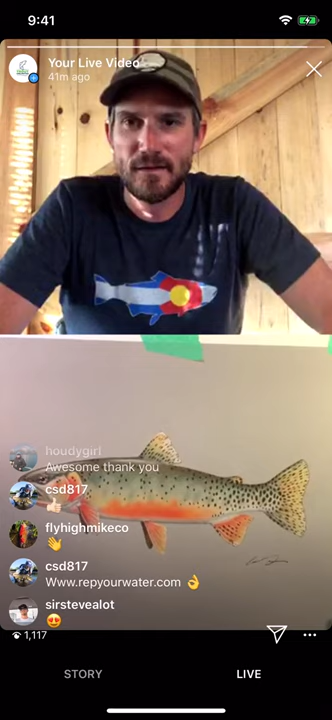 9:41
Your Live Video
41m ago
houdygirl
Awesome thank you
csd817
flyhighmikeco
csd817
Www.repyourwater.com
sirstevealot
1,117
STORY
LIVE